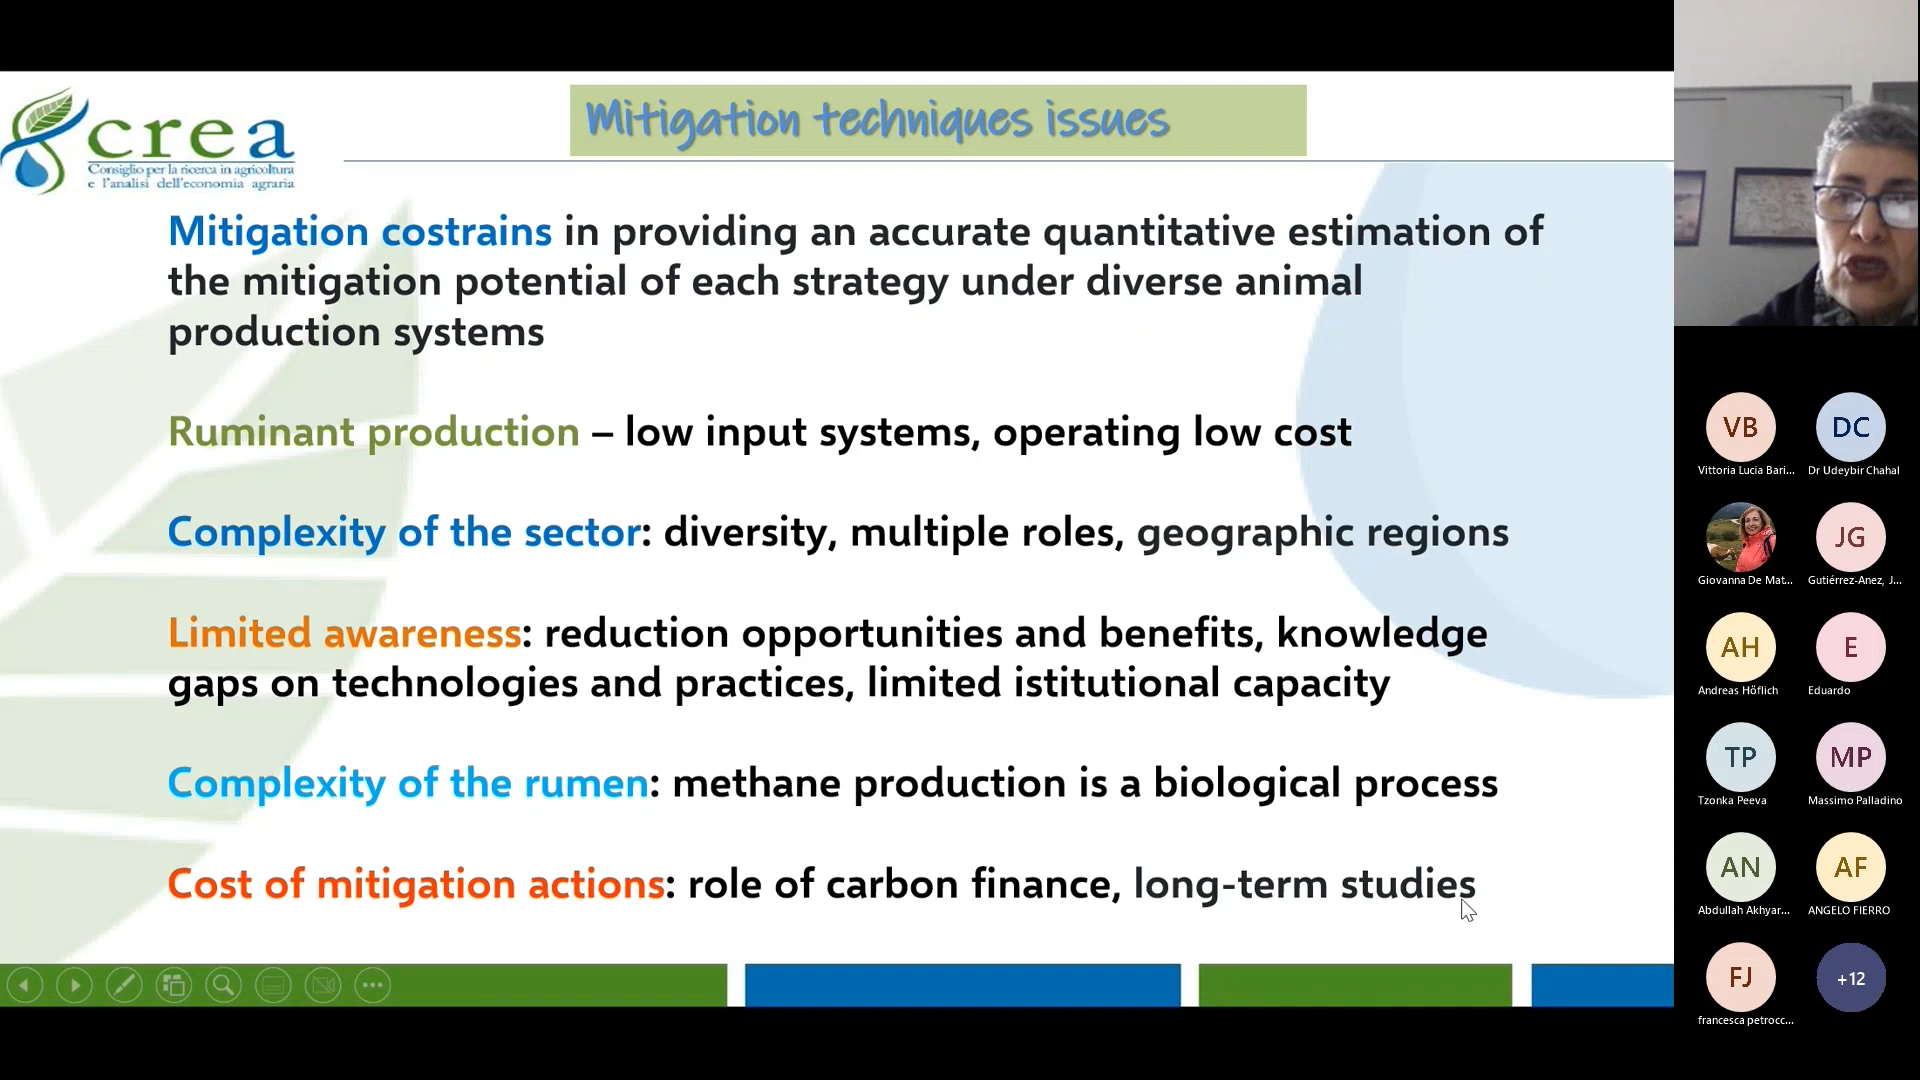 crea
Consiglio per la ricerca in agricoltura
e l'analisi dell'economia agraria
Mitigation techniques issues
Mitigation costrains in providing an accurate quantitative estimation of
the mitigation potential of each strategy under diverse animal
production systems
Ruminant production – low input systems, operating low cost
Complexity of the sector: diversity, multiple roles, geographic regions
Limited awareness: reduction opportunities and benefits, knowledge
gaps on technologies and practices, limited istitutional capacity
Complexity of the rumen: methane production is a biological process
Cost of mitigation actions: role of carbon finance, long-term studies
VB
DC
Vittoria Lucia Bari...
Dr Udeybir Chahal
JG
Giovanna De Mat...
Gutiérrez-Anez, J...
AH
E
Andreas Höflich
Eduardo
TP
MP
Tzonka Peeva
Massimo Palladino
AN
AF
Abdullah Akhyar...
ANGELO FIERRO
FJ
+12
francesca petrocc...